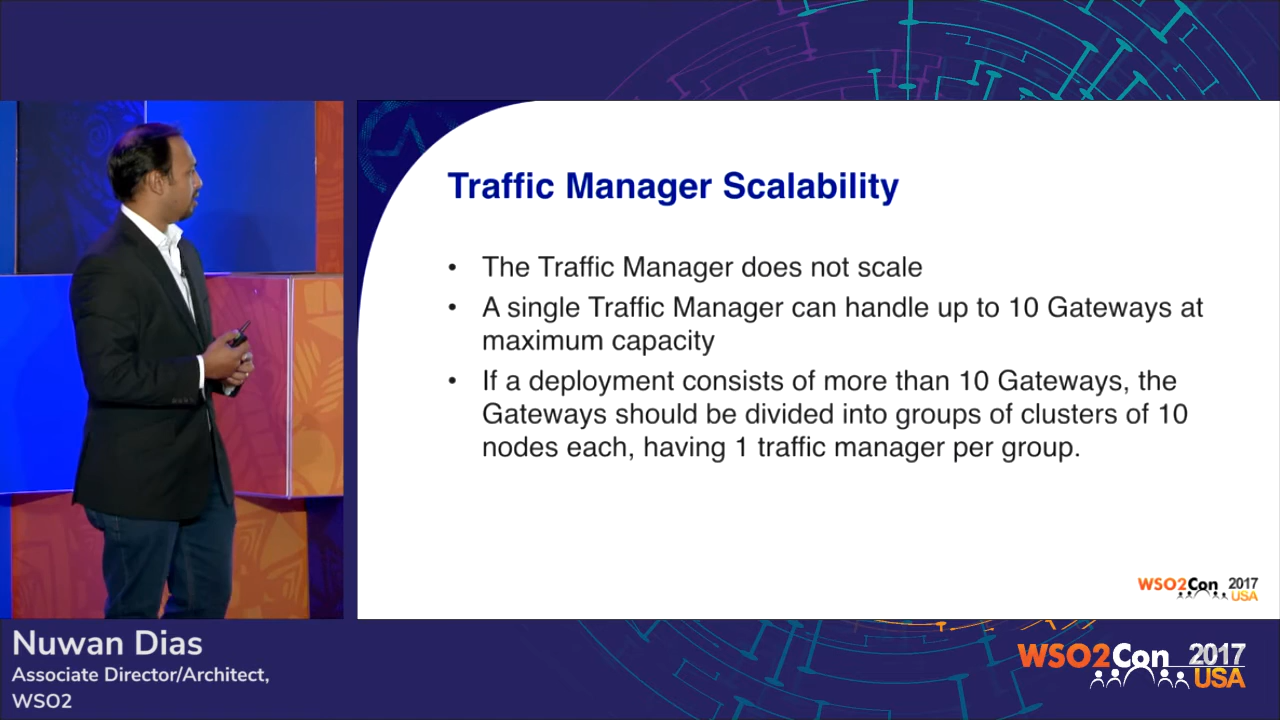 Traffic Manager Scalability
• The Traffic Manager does not scale
• A single Traffic Manager can handle up to 10 Gateways at
maximum capacity
• If a deployment consists of more than 10 Gateways, the
Gateways should be divided into groups of clusters of 10
nodes each, having 1 traffic manager per group.
WSO2Con 2017
USA
Nuwan Dias
Associate Director/Architect,
WSO2
WSO2Con 2017
USA